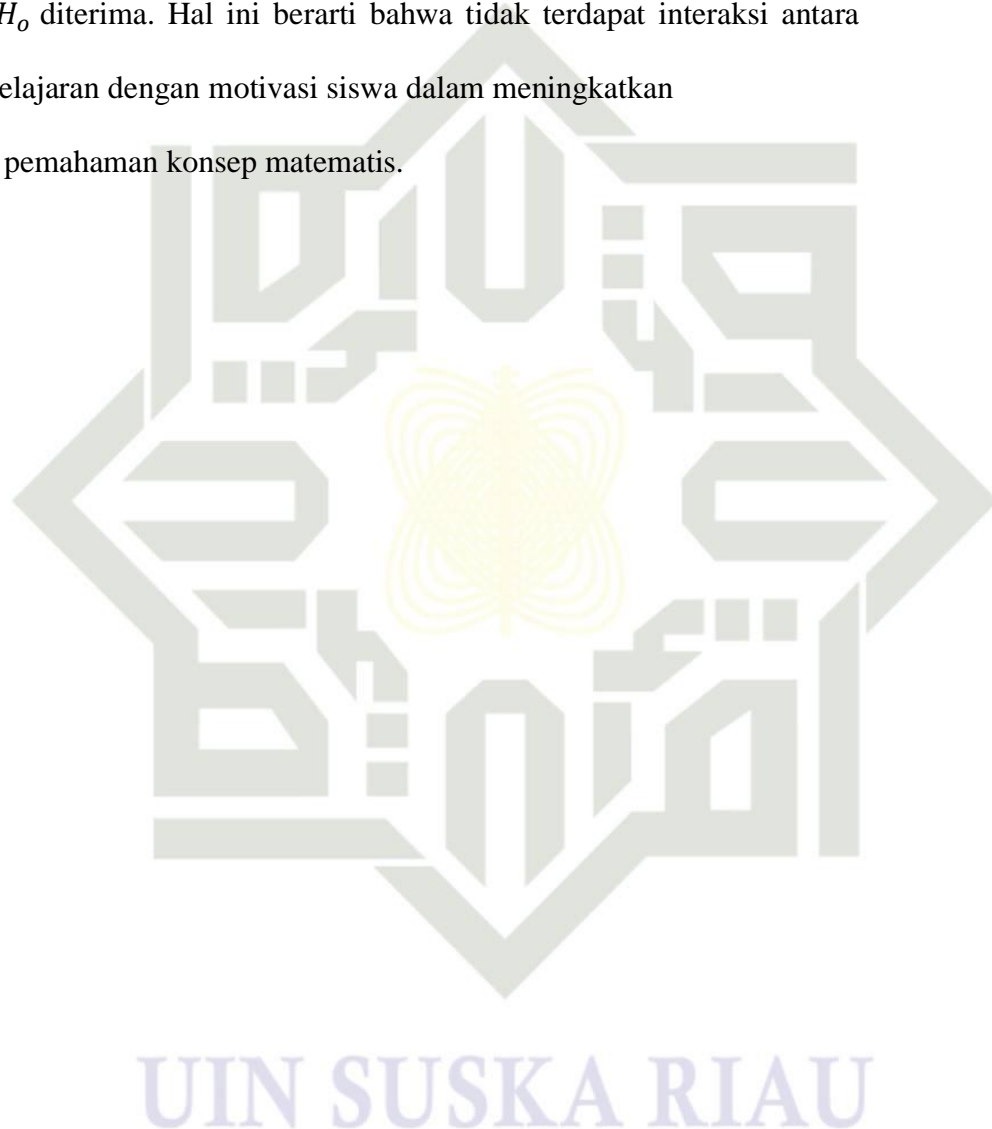 H₀ diterima. Hal ini berarti bahwa tidak terdapat interaksi antara
elajaran dengan motivasi siswa dalam meningkatkan
pemahaman konsep matematis.
UIN SUSKA RIAU